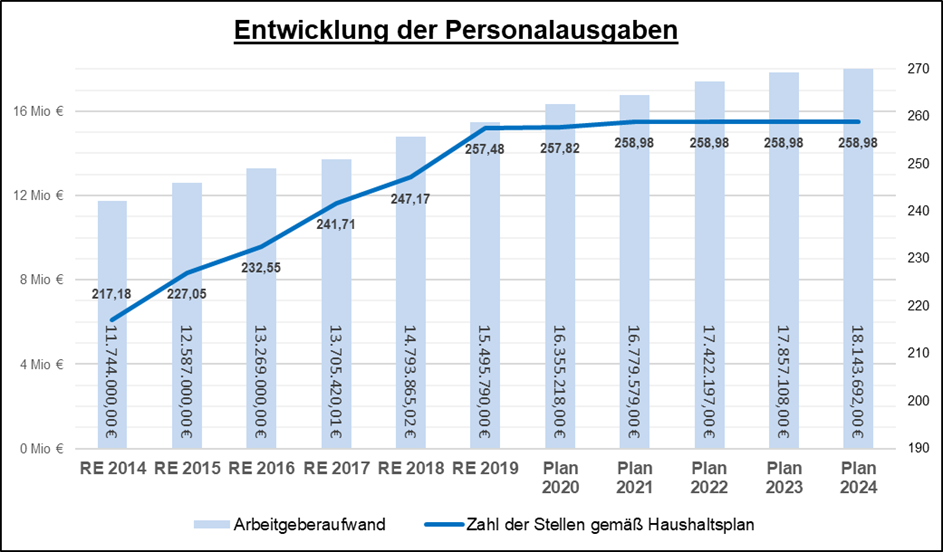 Entwicklung der Personalausgaben
16 Mio €
12 Mio €
8 Mio €
4 Mio €
0 Mio €
270
260
250
240
230
220
210
200
190
217,18
227,05
232,55
241,71
247,17
257,48
257,82
258,98
258,98
258,98
258,98
11.744.000,00€
12.587.000,00€
13.269.000,00€
13.705.420,01€
14.793.865,02€
15.495.790,00€
16.355.218,00€
16.779.579,00€
17.422.197,00€
17.857.108,00€
18.143.692,00€
RE 2014
RE 2015
RE 2016
RE 2017
RE 2018
RE 2019
Plan
2020
Plan
2021
Plan
2022
Plan
2023
Plan
2024
Arbeitgeberaufwand
Zahl der Stellen gemäß Haushaltsplan